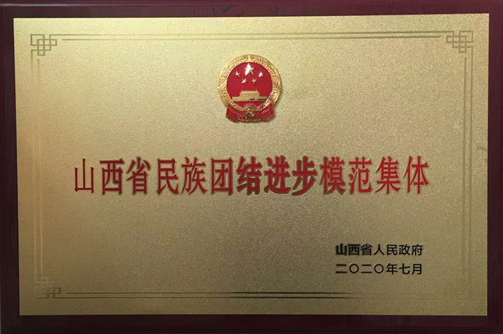 山西省民族团结进步模范集体
山西省人民政府
二〇二〇年七月